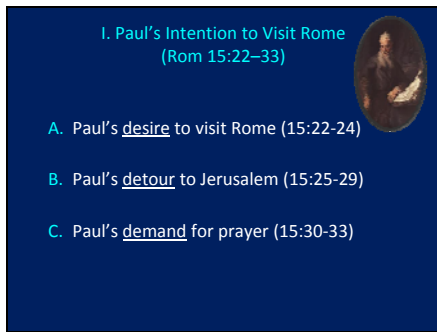 I. Paul’s Intention to Visit Rome
(Rom 15:22–33)
A. Paul’s desire to visit Rome (15:22-24)
B. Paul’s detour to Jerusalem (15:25-29)
C. Paul’s demand for prayer (15:30-33)